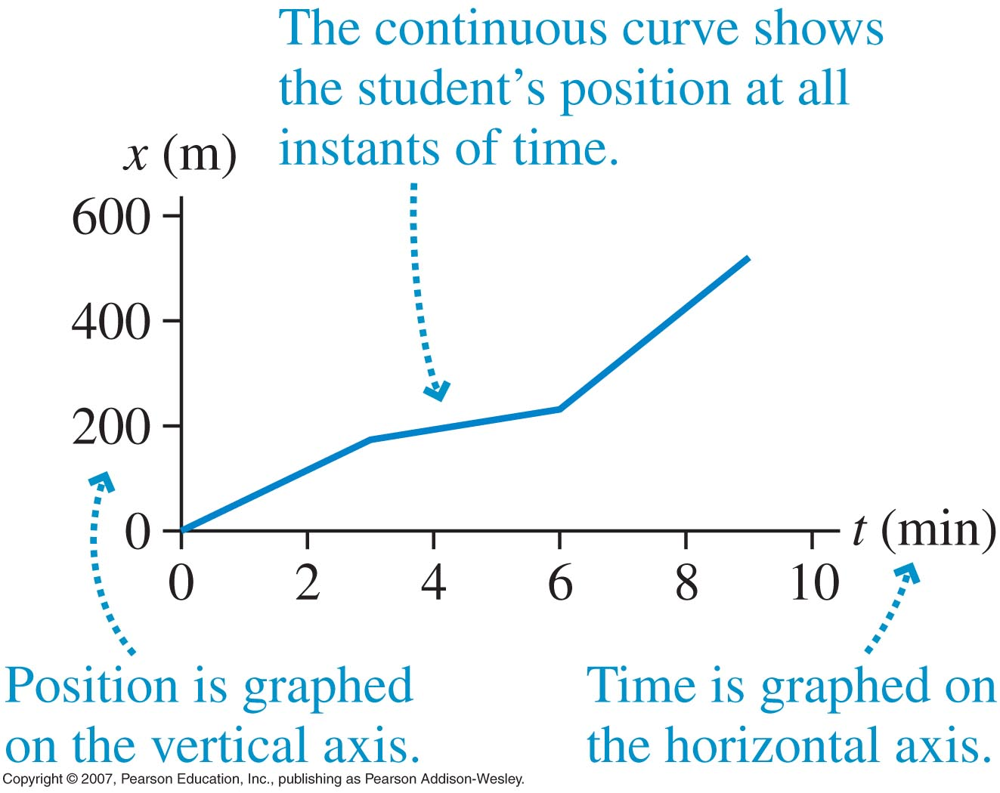 The continuous curve shows
the student’s position at all
instants of time.
x (m)
600
400
200
0
t (min)
0 2 4 6 8 10
Position is graphed
on the vertical axis.
Time is graphed on
the horizontal axis.
Copyright © 2007, Pearson Education, Inc., publishing as Pearson Addison-Wesley.